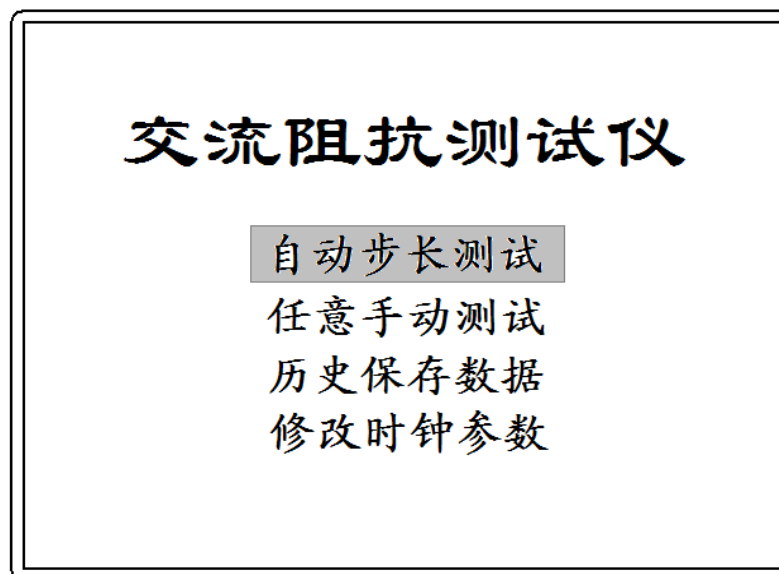 交流阻抗测试仪
自动步长测试
任意手动测试
历史保存数据
修改时钟参数